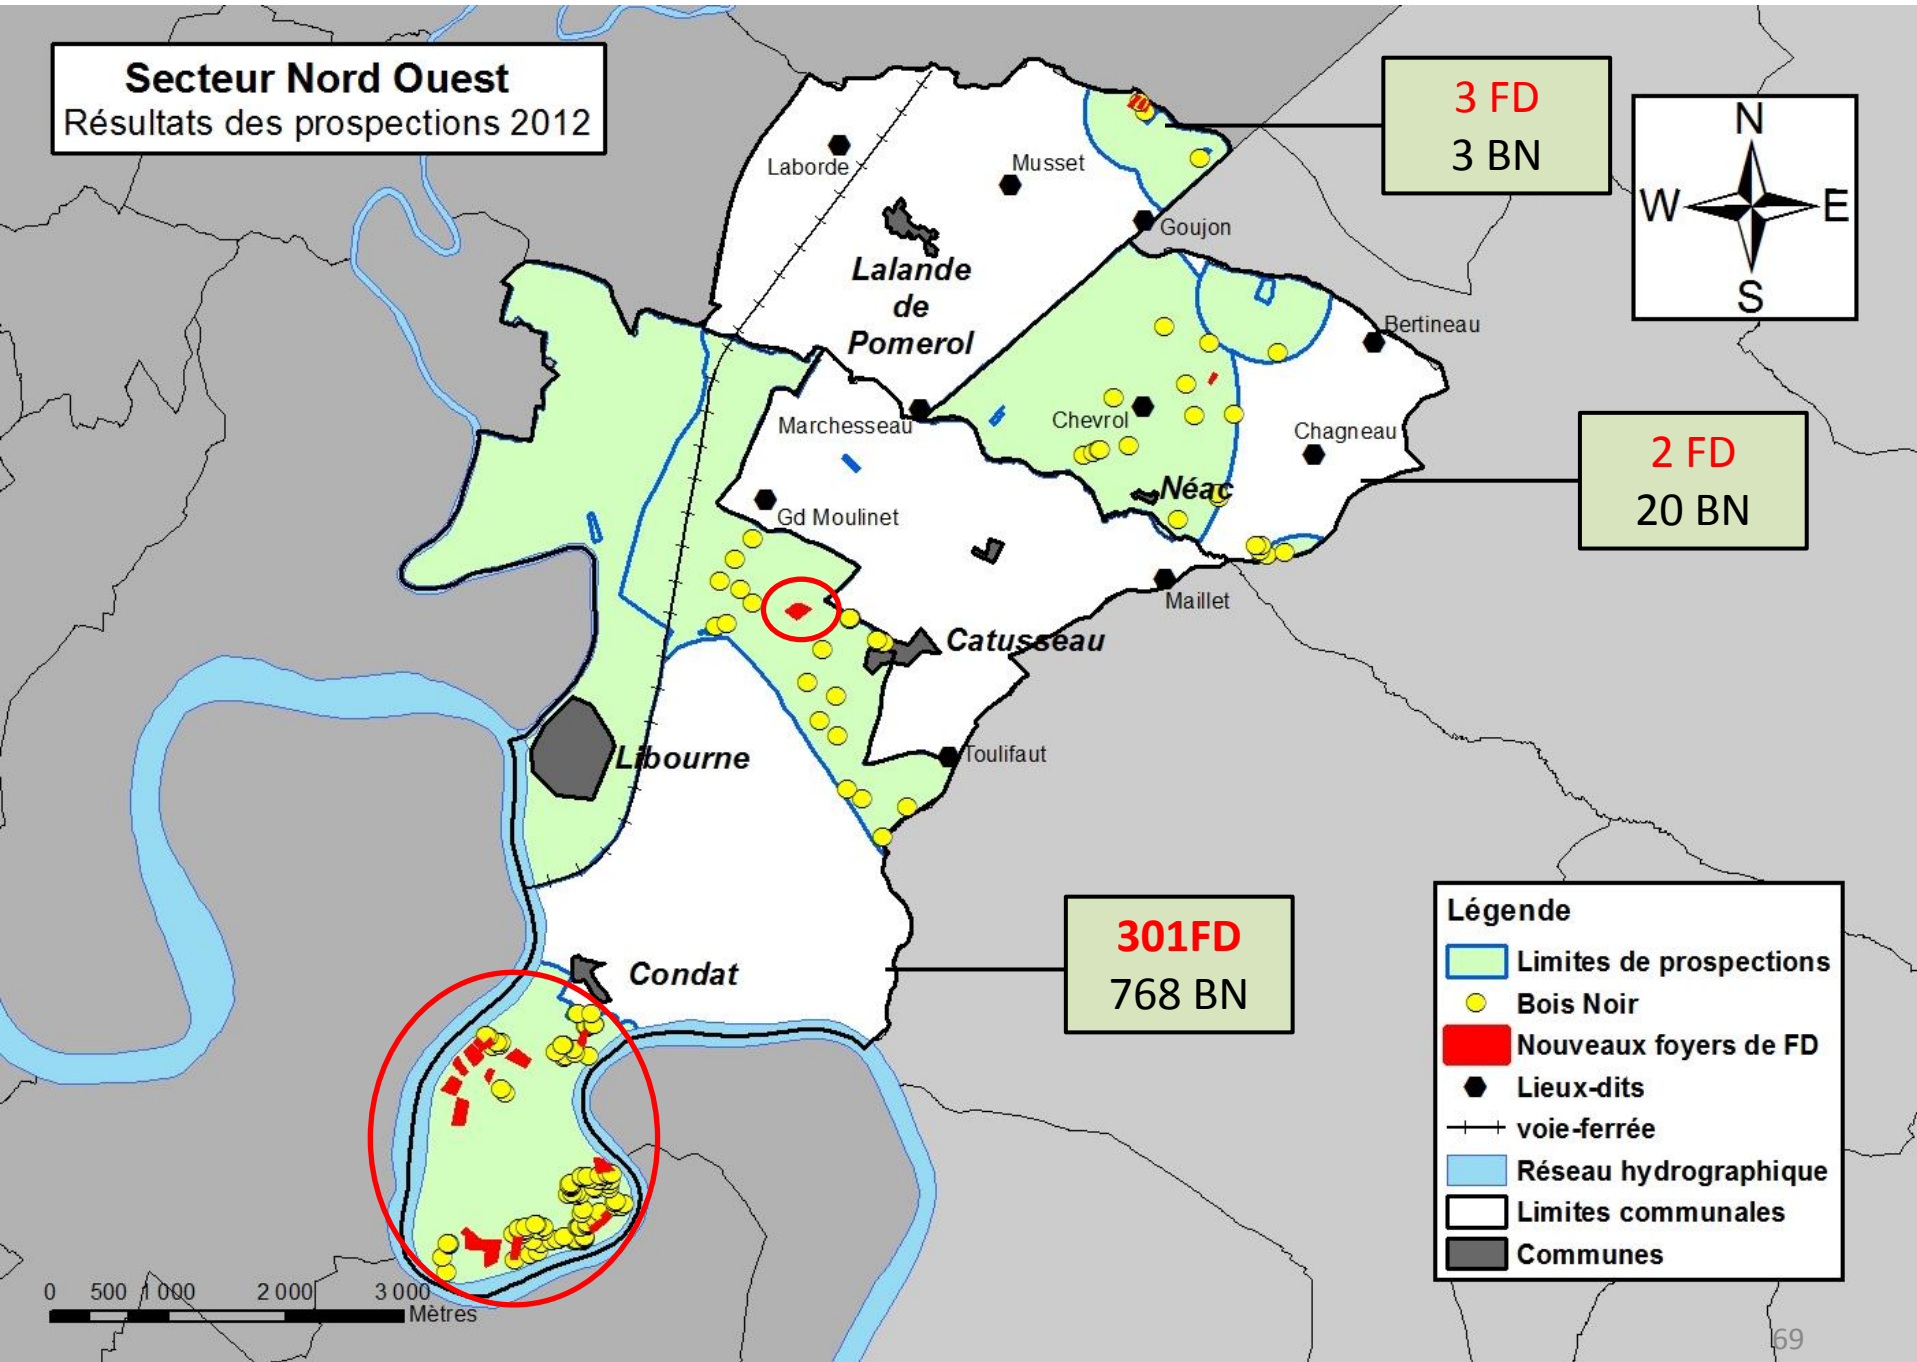 Secteur Nord Ouest
Résultats des prospections 2012
3 FD
3 BN
N
W
E
S
Laborde
Musset
Goujon
Lalande
de
Pomerol
Bertineau
Marchesseau
Chevrol
Chagneau
2 FD
20 BN
Néac
Gd Moulinet
Maillet
Catusseau
Libourne
Toulifaut
301FD
768 BN
Condat
Légende
Limites de prospections
Bois Noir
Nouveaux foyers de FD
Lieux-dits
voie-ferrée
Réseau hydrographique
Limites communales
Communes
0 500 1 000 2 000 3 000
Mètres
69